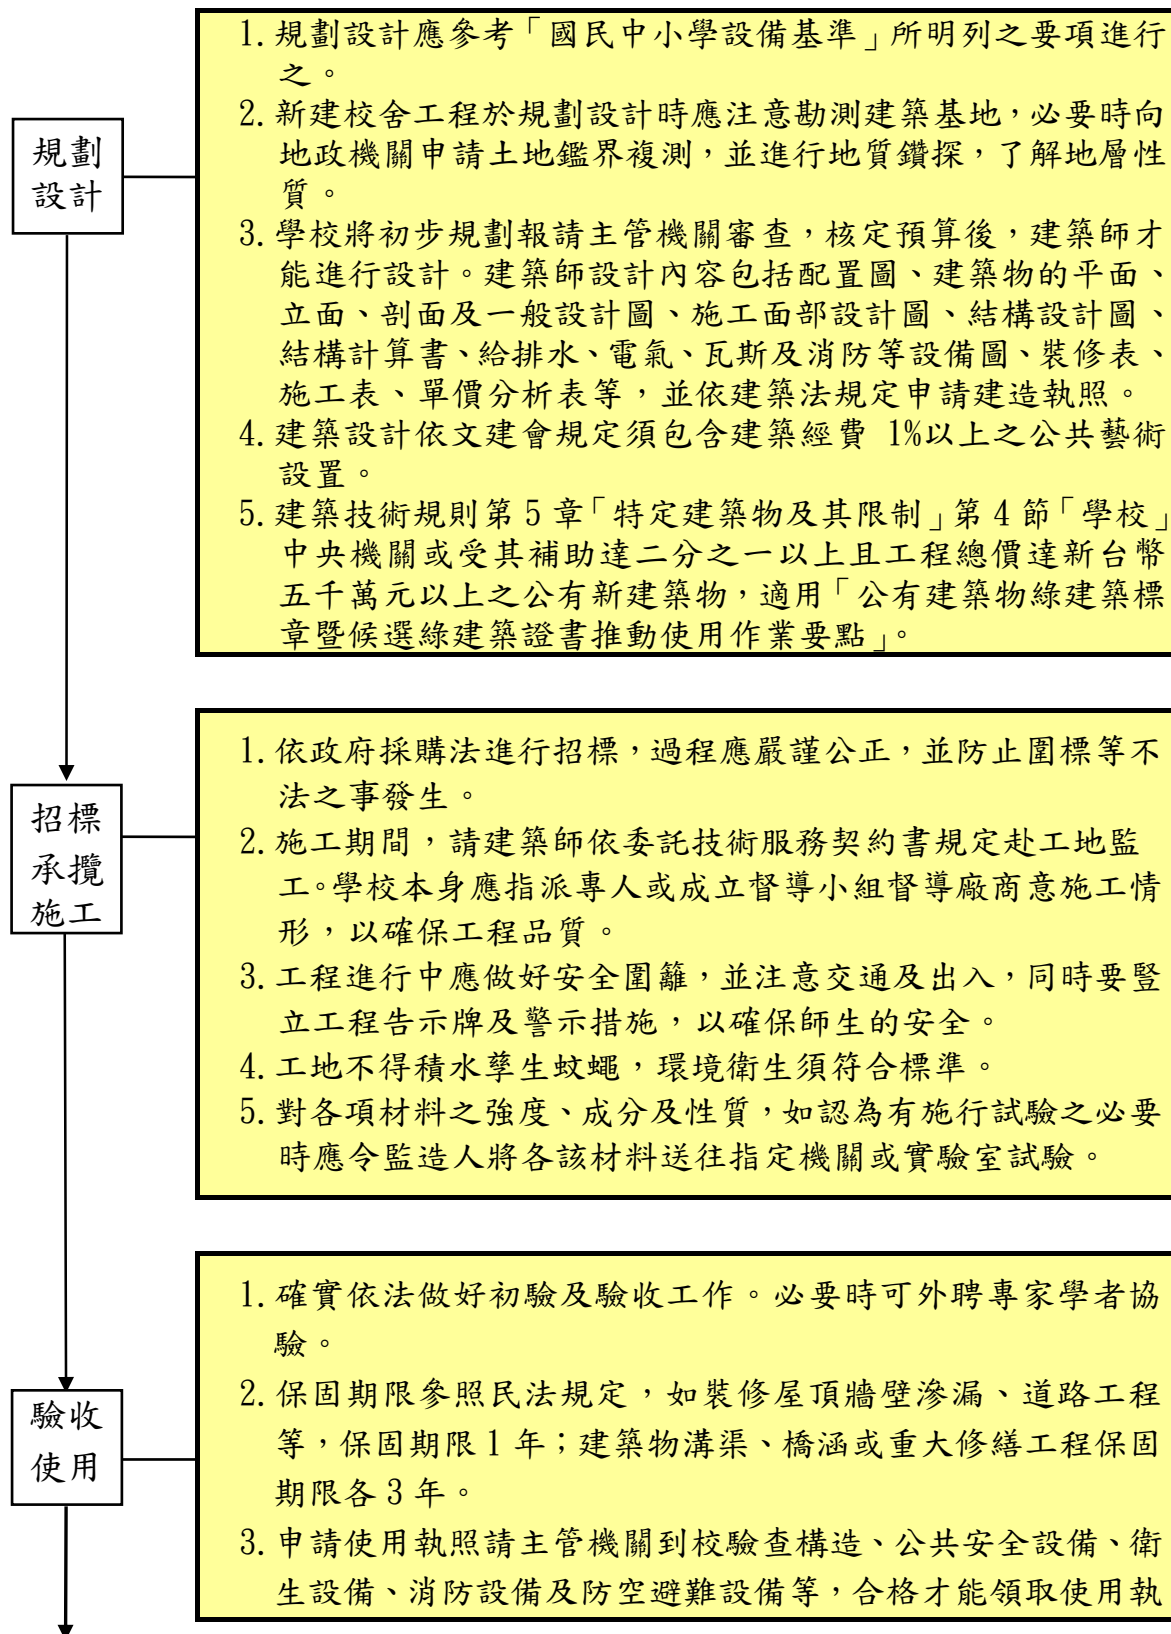 規劃
設計
1.規劃設計應參考「國民中小學設備基準」所明列之要項進行
之。
2.新建校舍工程於規劃設計時應注意勘測建築基地,必要時向
地政機關申請土地鑑界複測,並進行地質鑽探,了解地層性
質。
3.學校將初步規劃報請主管機關審查,核定預算後,建築師才
能進行設計。建築師設計內容包括配置圖、建築物的平面、
立面、剖面及一般設計圖、施工面部設計圖、結構設計圖、
結構計算書、給排水、電氣、瓦斯及消防等設備圖、裝修表、
施工表、單價分析表等,並依建築法規定申請建造執照。
4.建築設計依文建會規定須包含建築經費 1%以上之公共藝術
設置。
5.建築技術規則第 5 章「特定建築物及其限制」第 4 節「學校」
中央機關或受其補助達二分之一以上且工程總價達新台幣
五千萬元以上之公有新建築物,適用「公有建築物綠建築標
章暨候選綠建築證書推動使用作業要點」。
招標
承攬
施工
1.依政府採購法進行招標,過程應嚴謹公正,並防止圍標等不
法之事發生。
2.施工期間,請建築師依委託技術服務契約書規定赴工地監
工。學校本身應指派專人或成立督導小組督導廠商意施工情
形,以確保工程品質。
3.工程進行中應做好安全圍籬,並注意交通及出入,同時要豎
立工程告示牌及警示措施,以確保師生的安全。
4.工地不得積水孳生蚊蠅,環境衛生須符合標準。
5.對各項材料之強度、成分及性質,如認為有施行試驗之必要
時應令監造人將各該材料送往指定機關或實驗室試驗。
驗收
使用
1.確實依法做好初驗及驗收工作。必要時可外聘專家學者協
驗。
2.保固期限參照民法規定,如裝修屋頂牆壁滲漏、道路工程
等,保固期限 1 年;建築物溝渠、橋涵或重大修繕工程保固
期限各 3 年。
3.申請使用執照請主管機關到校驗查構造、公共安全設備、衛
生設備、消防設備及防空避難設備等,合格才能領取使用執